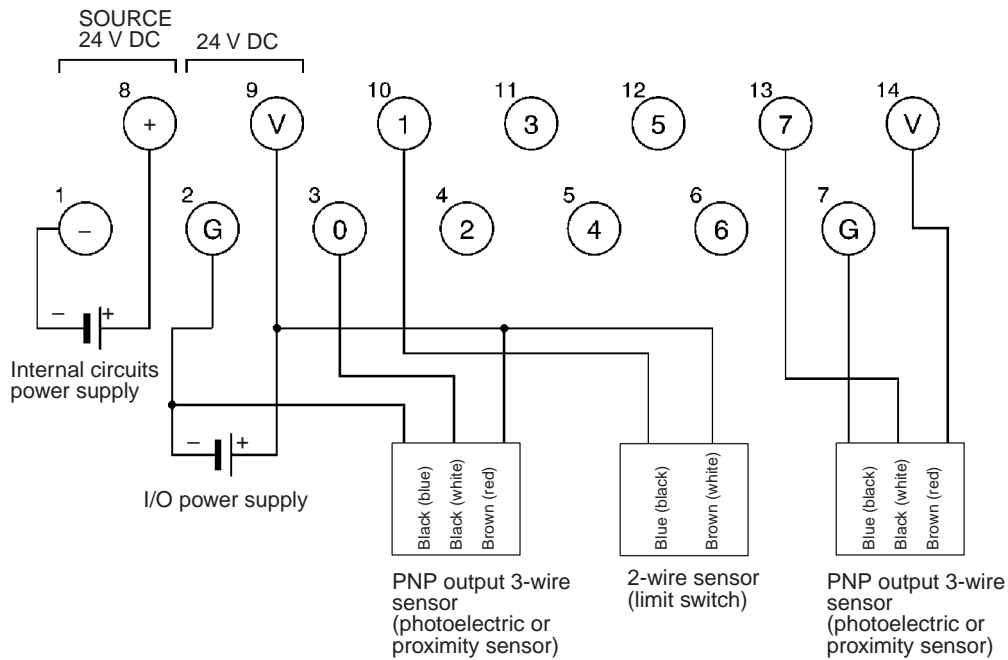 SOURCE
24 V DC
24 V DC
8
9
10
11
12
13
14
+
V
1
3
5
7
V
1
2
3
4
5
6
7
−
G
0
2
4
6
G
− +
Internal circuits
power supply
− +
I/O power supply
Black (blue)
Black (white)
Brown (red)
Blue (black)
Brown (white)
Blue (black)
Black (white)
Brown (red)
PNP output 3-wire
sensor
(photoelectric or
proximity sensor)
2-wire sensor
(limit switch)
PNP output 3-wire
sensor
(photoelectric or
proximity sensor)